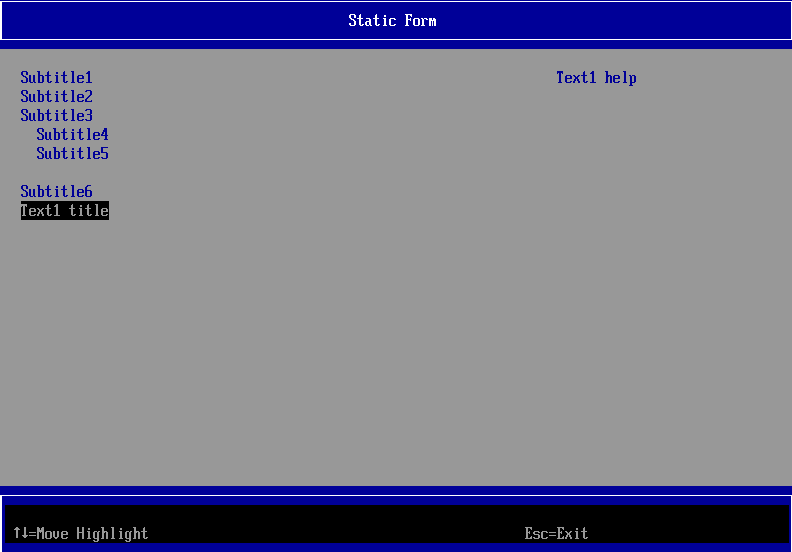 Static Form
Subtitle1 Text1 help
Subtitle2
Subtitle3
Subtitle4
Subtitle5
Subtitle6
Text1 title
↑↓=Move Highlight Esc=Exit